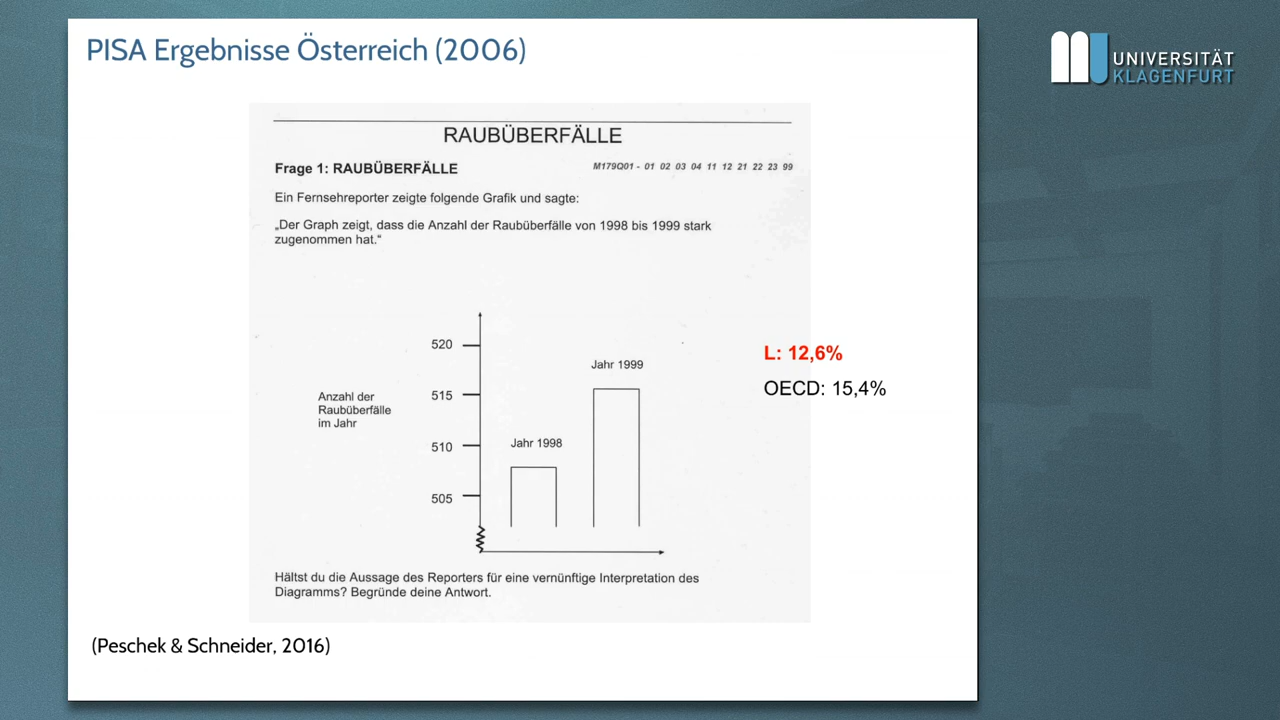 PISA Ergebnisse Österreich (2006)
UNIVERSITÄT
KLAGENFURT
RAUBÜBERFÄLLE
Frage 1: RAUBÜBERFÄLLE
M179Q01 - 01 02 03 04 11 12 21 22 23 99
Ein Fernsehreporter zeigte folgende Grafik und sagte:
„Der Graph zeigt, dass die Anzahl der Raubüberfälle von 1998 bis 1999 stark
zugenommen hat.“
520
515
510
505
Anzahl der
Raubüberfälle
im Jahr
Jahr 1998
Jahr 1999
L: 12,6%
OECD: 15,4%
Hältst du die Aussage des Reporters für eine vernünftige Interpretation des
Diagramms? Begründe deine Antwort.
(Peschek & Schneider, 2016)